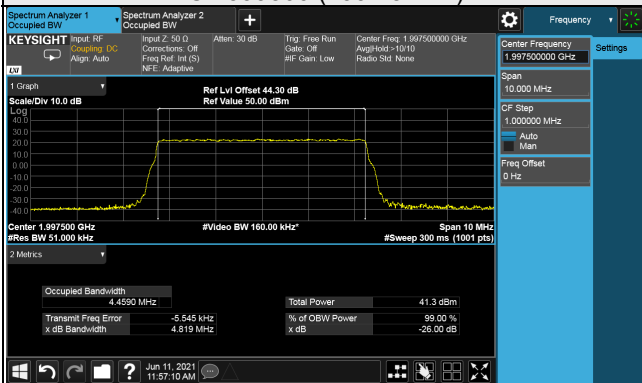 Spectrum Analyzer 1
Occupied BW
Spectrum Analyzer 2
Occupied BW
+
Frequency
KEYSIGHT
Input: RF
Coupling: DC
Align: Auto
Input Z: 50 Ω
Corrections: Off
Freq Ref: Int (S)
NFE: Adaptive
Atten: 30 dB
Trig: Free Run
Gate: Off
#IF Gain: Low
Center Freq: 1.997500000 GHz
Avg|Hold:>10/10
Radio Std: None
LXI
Center Frequency
1.997500000 GHz
Settings
Span
10.000 MHz
CF Step
1.000000 MHz
Auto
Man
Freq Offset
0 Hz
1 Graph
Scale/Div 10.0 dB
Ref Lvl Offset 44.30 dB
Ref Value 50.00 dBm
Log
40.0
30.0
20.0
10.0
0.00
-10.0
-20.0
-30.0
-40.0
Center 1.997500 GHz
#Res BW 51.000 kHz
#Video BW 160.00 kHz*
Span 10 MHz
#Sweep 300 ms (1001 pts)
2 Metrics
Occupied Bandwidth
4.4590 MHz
Total Power 41.3 dBm
Transmit Freq Error -5.545 kHz
% of OBW Power 99.00 %
x dB Bandwidth 4.819 MHz
x dB -26.00 dB
?
Jun 11, 2021
11:57:10 AM